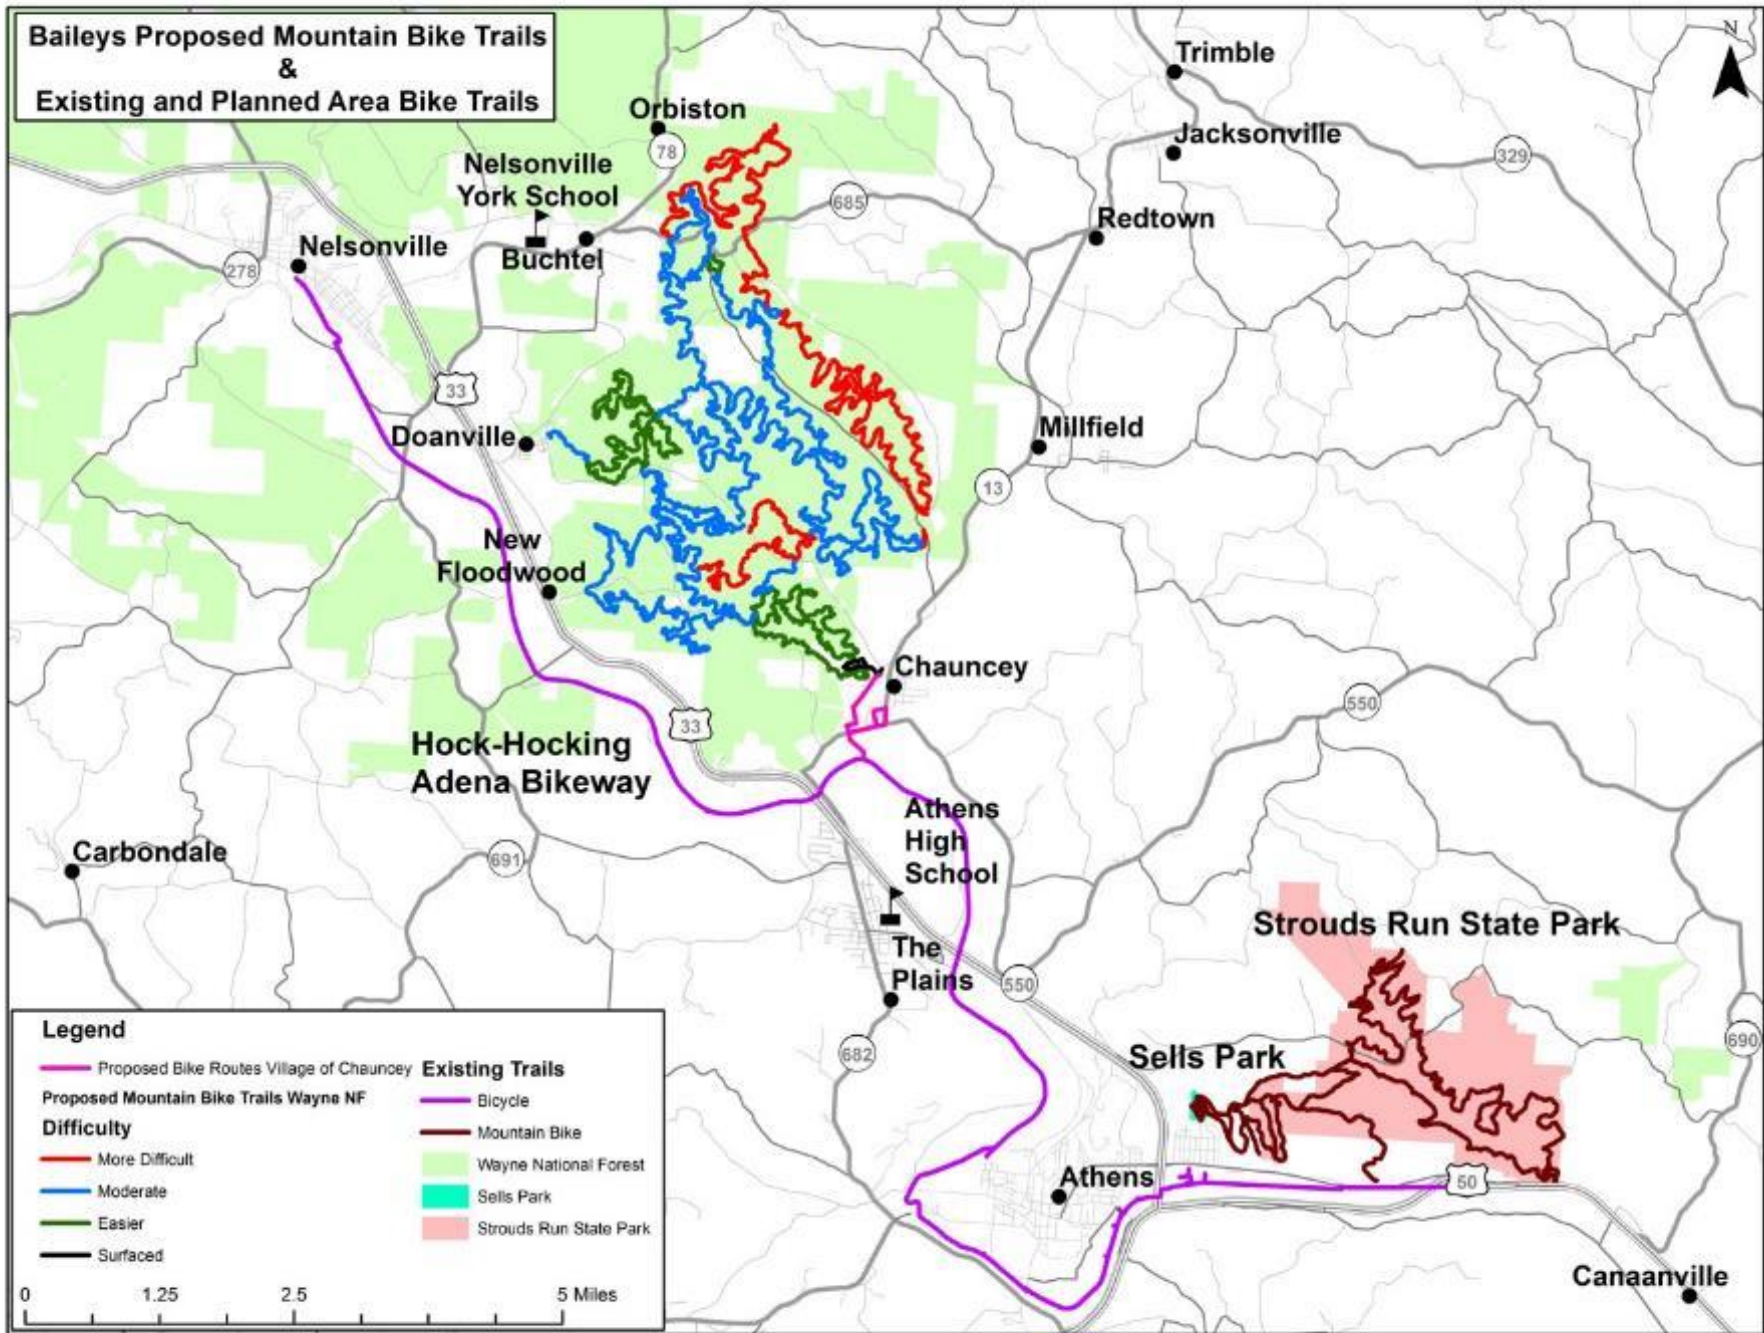 Baileys Proposed Mountain Bike Trails
&
Existing and Planned Area Bike Trails
N
Trimble
Orbiston
78
Jacksonville
329
Nelsonville
York School
685
Redtown
Nelsonville
Buchtel
278
33
Doanville
Millfield
13
New
Floodwood
Chauncey
550
33
Hock-Hocking
Adena Bikeway
Athens
High
School
Carbondale
691
Strouds Run State Park
The
Plains
550
690
682
Sells Park
Athens
50
Canaanville
Legend
Proposed Bike Routes Village of Chauncey
Proposed Mountain Bike Trails Wayne NF
Difficulty
More Difficult
Moderate
Easier
Surfaced
Existing Trails
Bicycle
Mountain Bike
Wayne National Forest
Sells Park
Strouds Run State Park
0 1.25 2.5 5 Miles